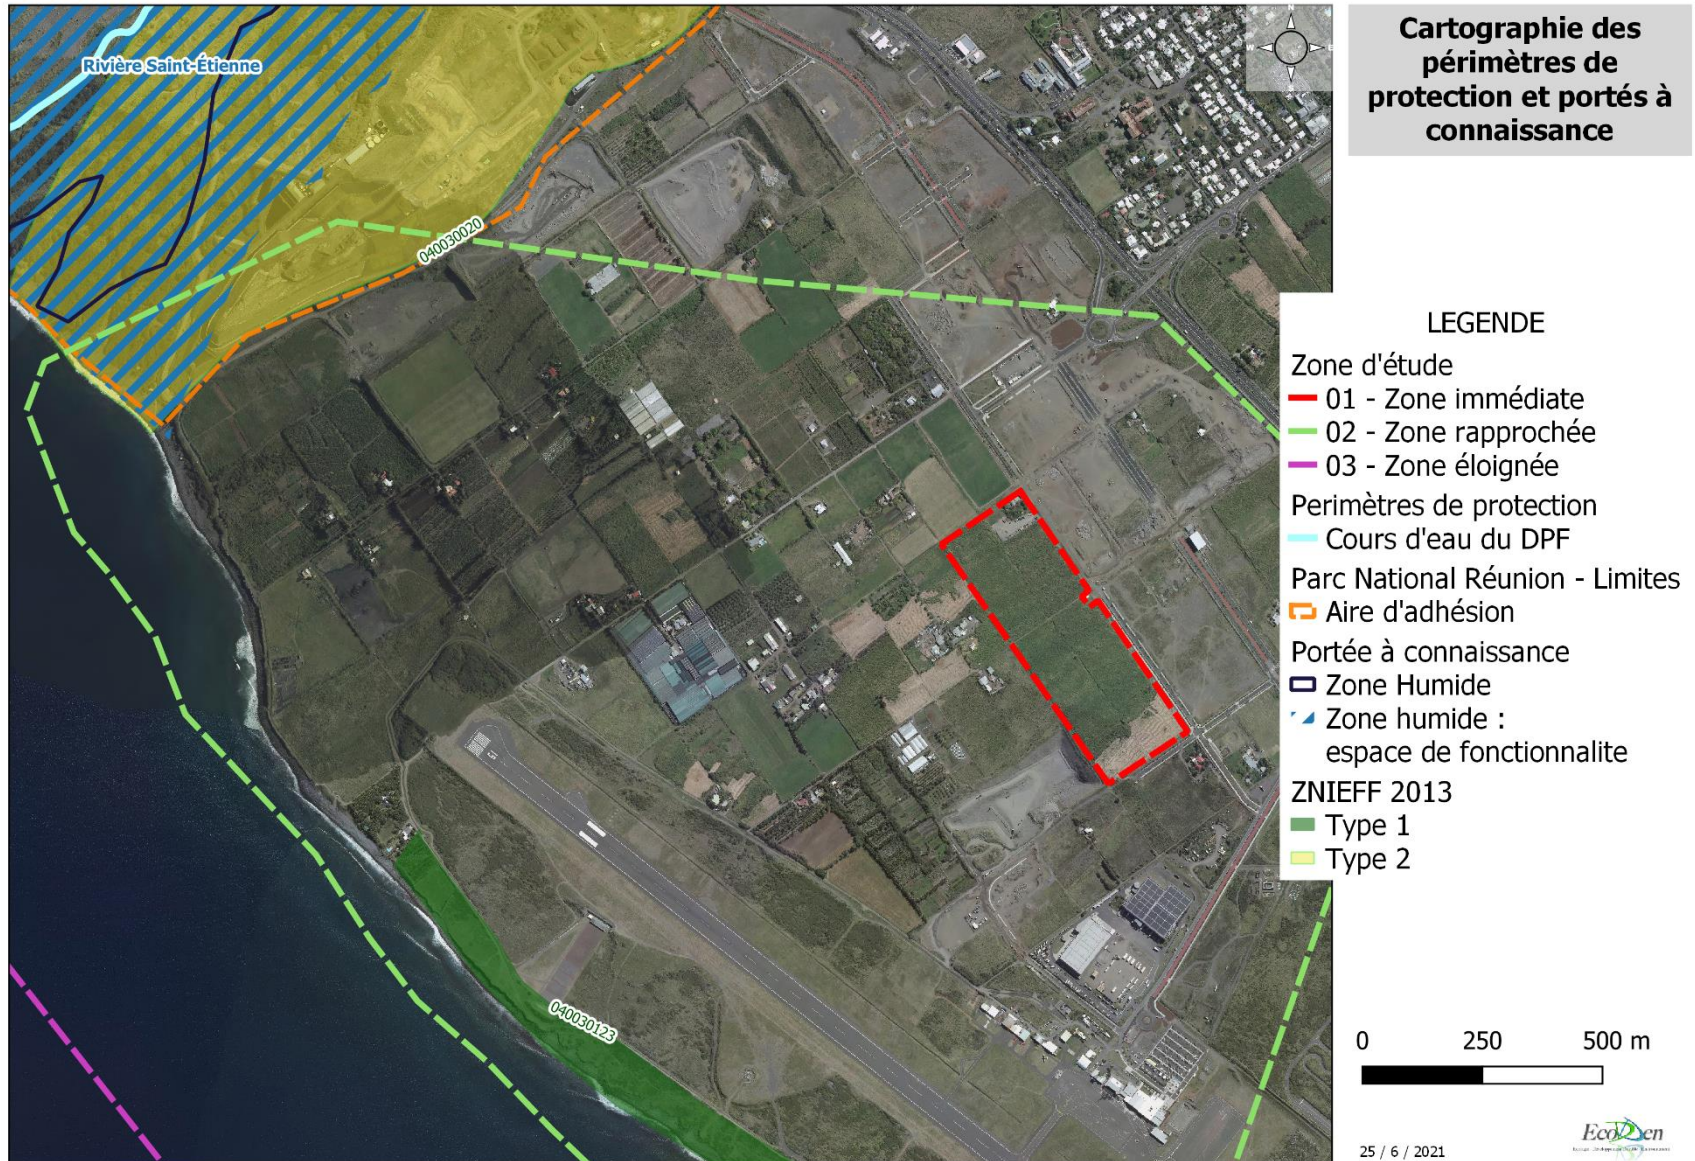 Cartographie des
périmètres de
protection et portés à
connaissance
N
W
E
S
Rivière Saint-Étienne
040030020
040030123
LEGENDE
Zone d'étude
01 - Zone immédiate
02 - Zone rapprochée
03 - Zone éloignée
Perimètres de protection
Cours d'eau du DPF
Parc National Réunion - Limites
Aire d'adhésion
Portée à connaissance
Zone Humide
Zone humide :
espace de fonctionnalite
ZNIEFF 2013
Type 1
Type 2
0 250 500 m
25 / 6 / 2021